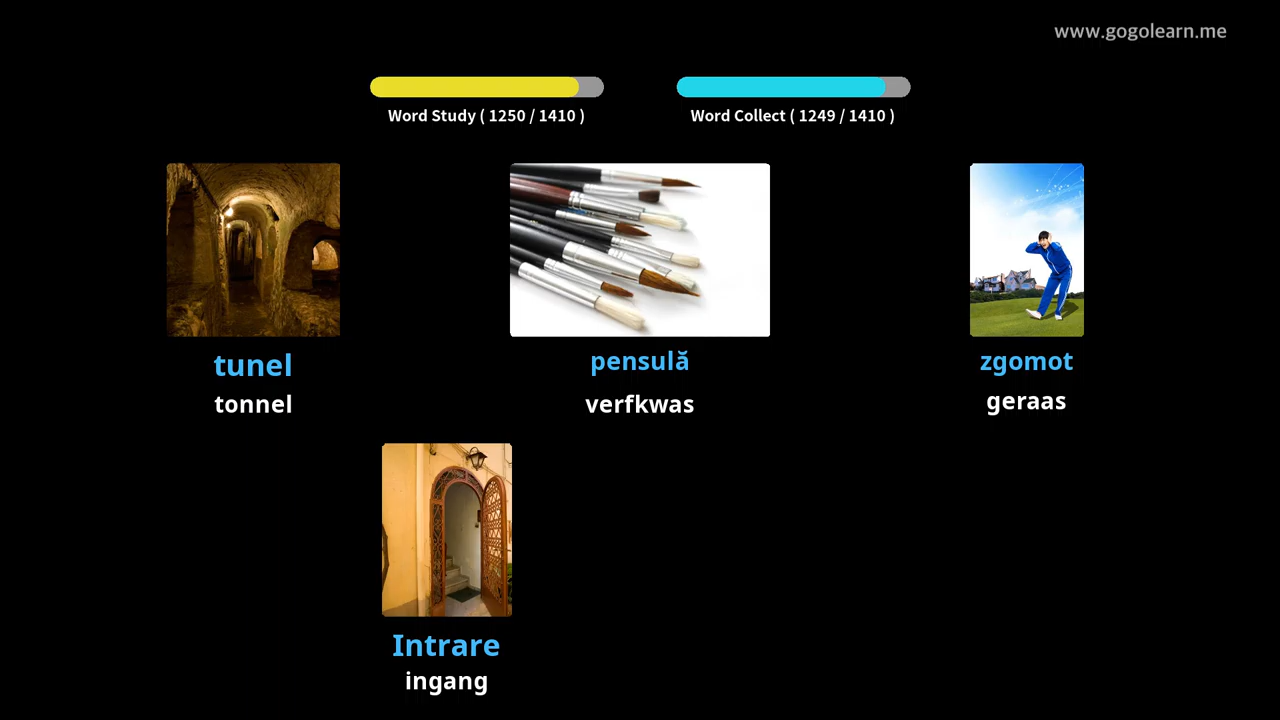 www.gogolearn.me
Word Study ( 1250 / 1410 )
Word Collect ( 1249 / 1410 )
tunel
tonnel
pensulă
verfkwas
zgomot
geraas
Intrare
ingang